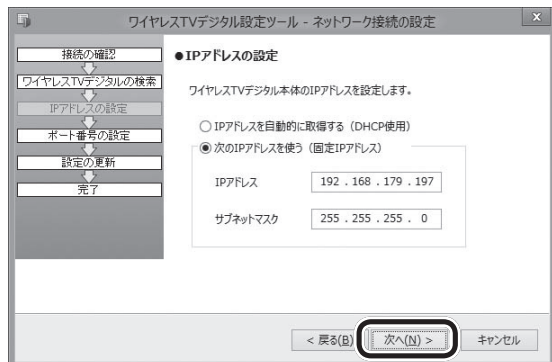 ワイヤレスTVデジタル設定ツール - ネットワーク接続の設定
x
接続の確認
ワイヤレスTVデジタルの検索
IPアドレスの設定
ポート番号の設定
設定の更新
完了
●IPアドレスの設定
ワイヤレスTVデジタル本体のIPアドレスを設定します。
IPアドレスを自動的に取得する（DHCP使用）
次のIPアドレスを使う（固定IPアドレス）
IPアドレス 192 . 168 . 179 . 197
サブネットマスク 255 . 255 . 255 . 0
< 戻る(B) 次へ(N) > キャンセル